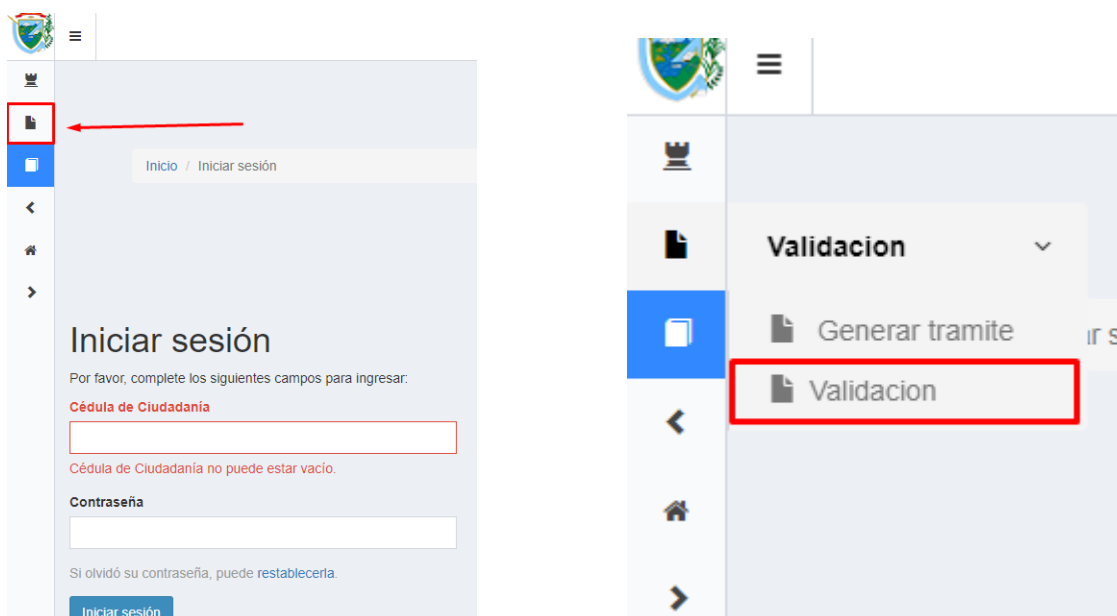 Inicio / Iniciar sesión
Iniciar sesión
Por favor, complete los siguientes campos para ingresar:
Cédula de Ciudadanía
Cédula de Ciudadanía no puede estar vacío.
Contraseña
Si olvidó su contraseña, puede restablecerla.
Iniciar sesión
Validacion
Generar tramite
Validacion